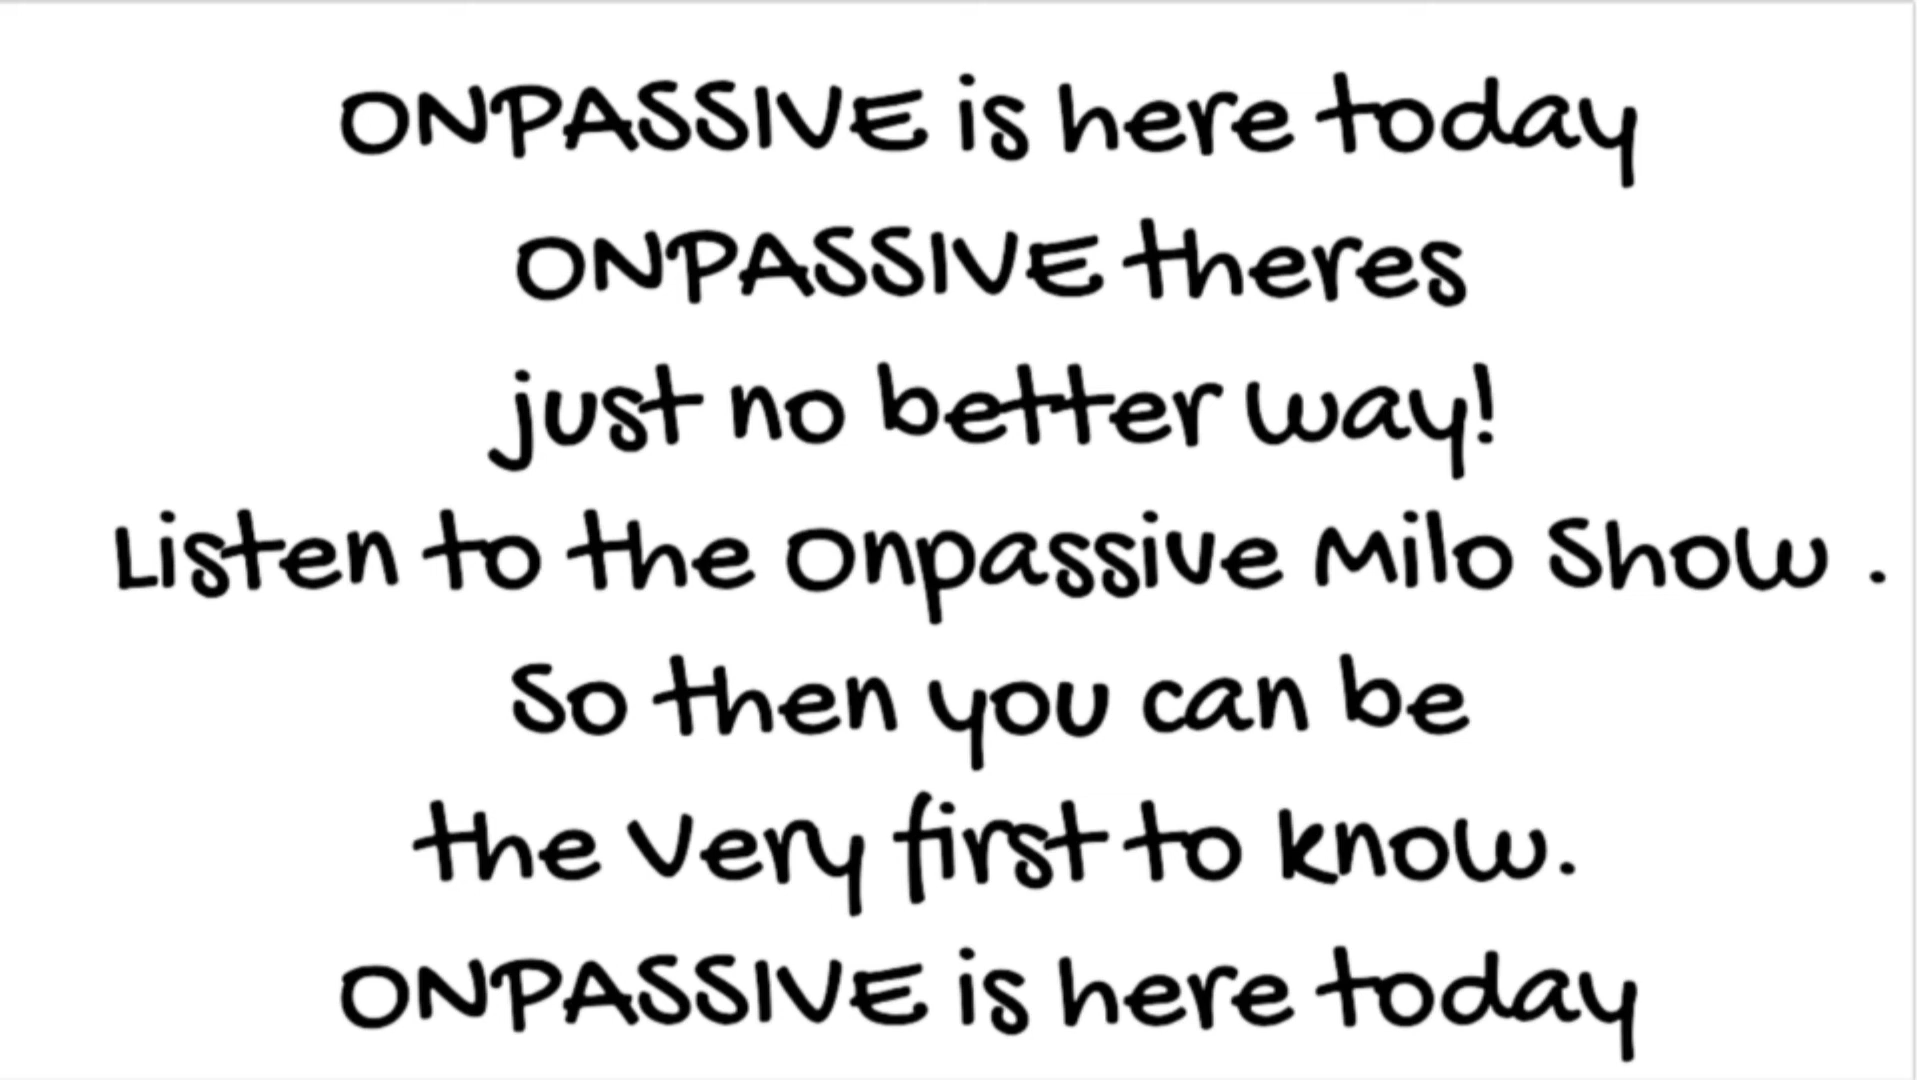 ONPASSIVE is here today
ONPASSIVE theres
just no better way!
Listen to the Onpassive Milo Show .
So then you can be
the very first to know.
ONPASSIVE is here today